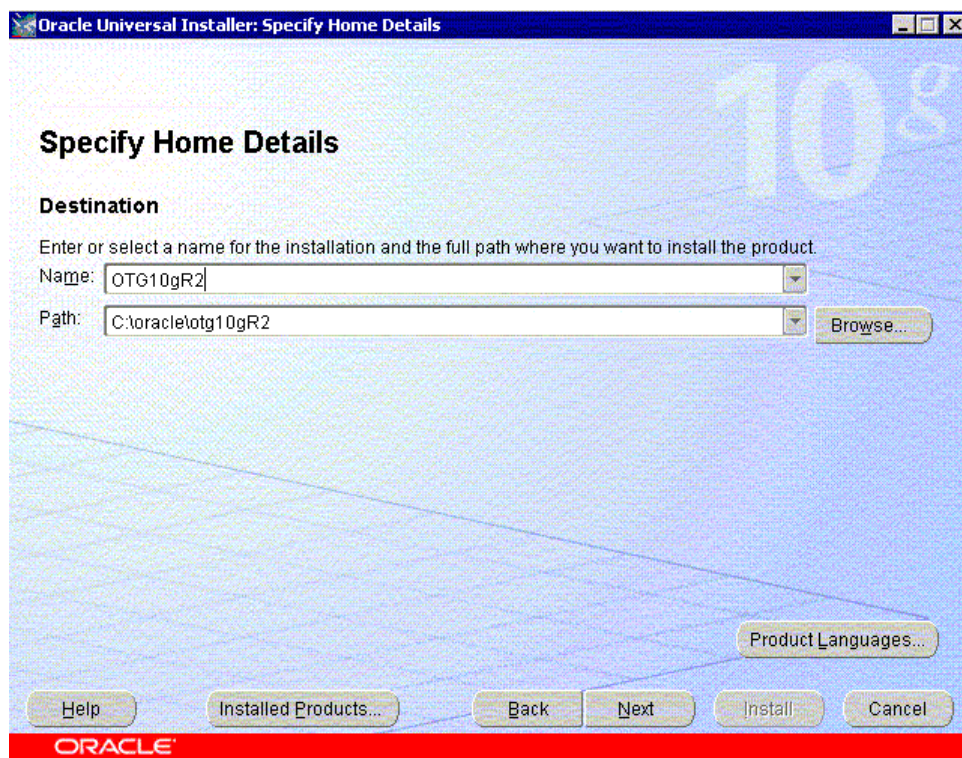 Oracle Universal Installer: Specify Home Details
10g
Specify Home Details
Destination
Enter or select a name for the installation and the full path where you want to install the product.
Name: OTG10gR2
Path: C:\oracle\otg10gR2 Browse...
Product Languages...
Help Installed Products... Back Next Install Cancel
ORACLE